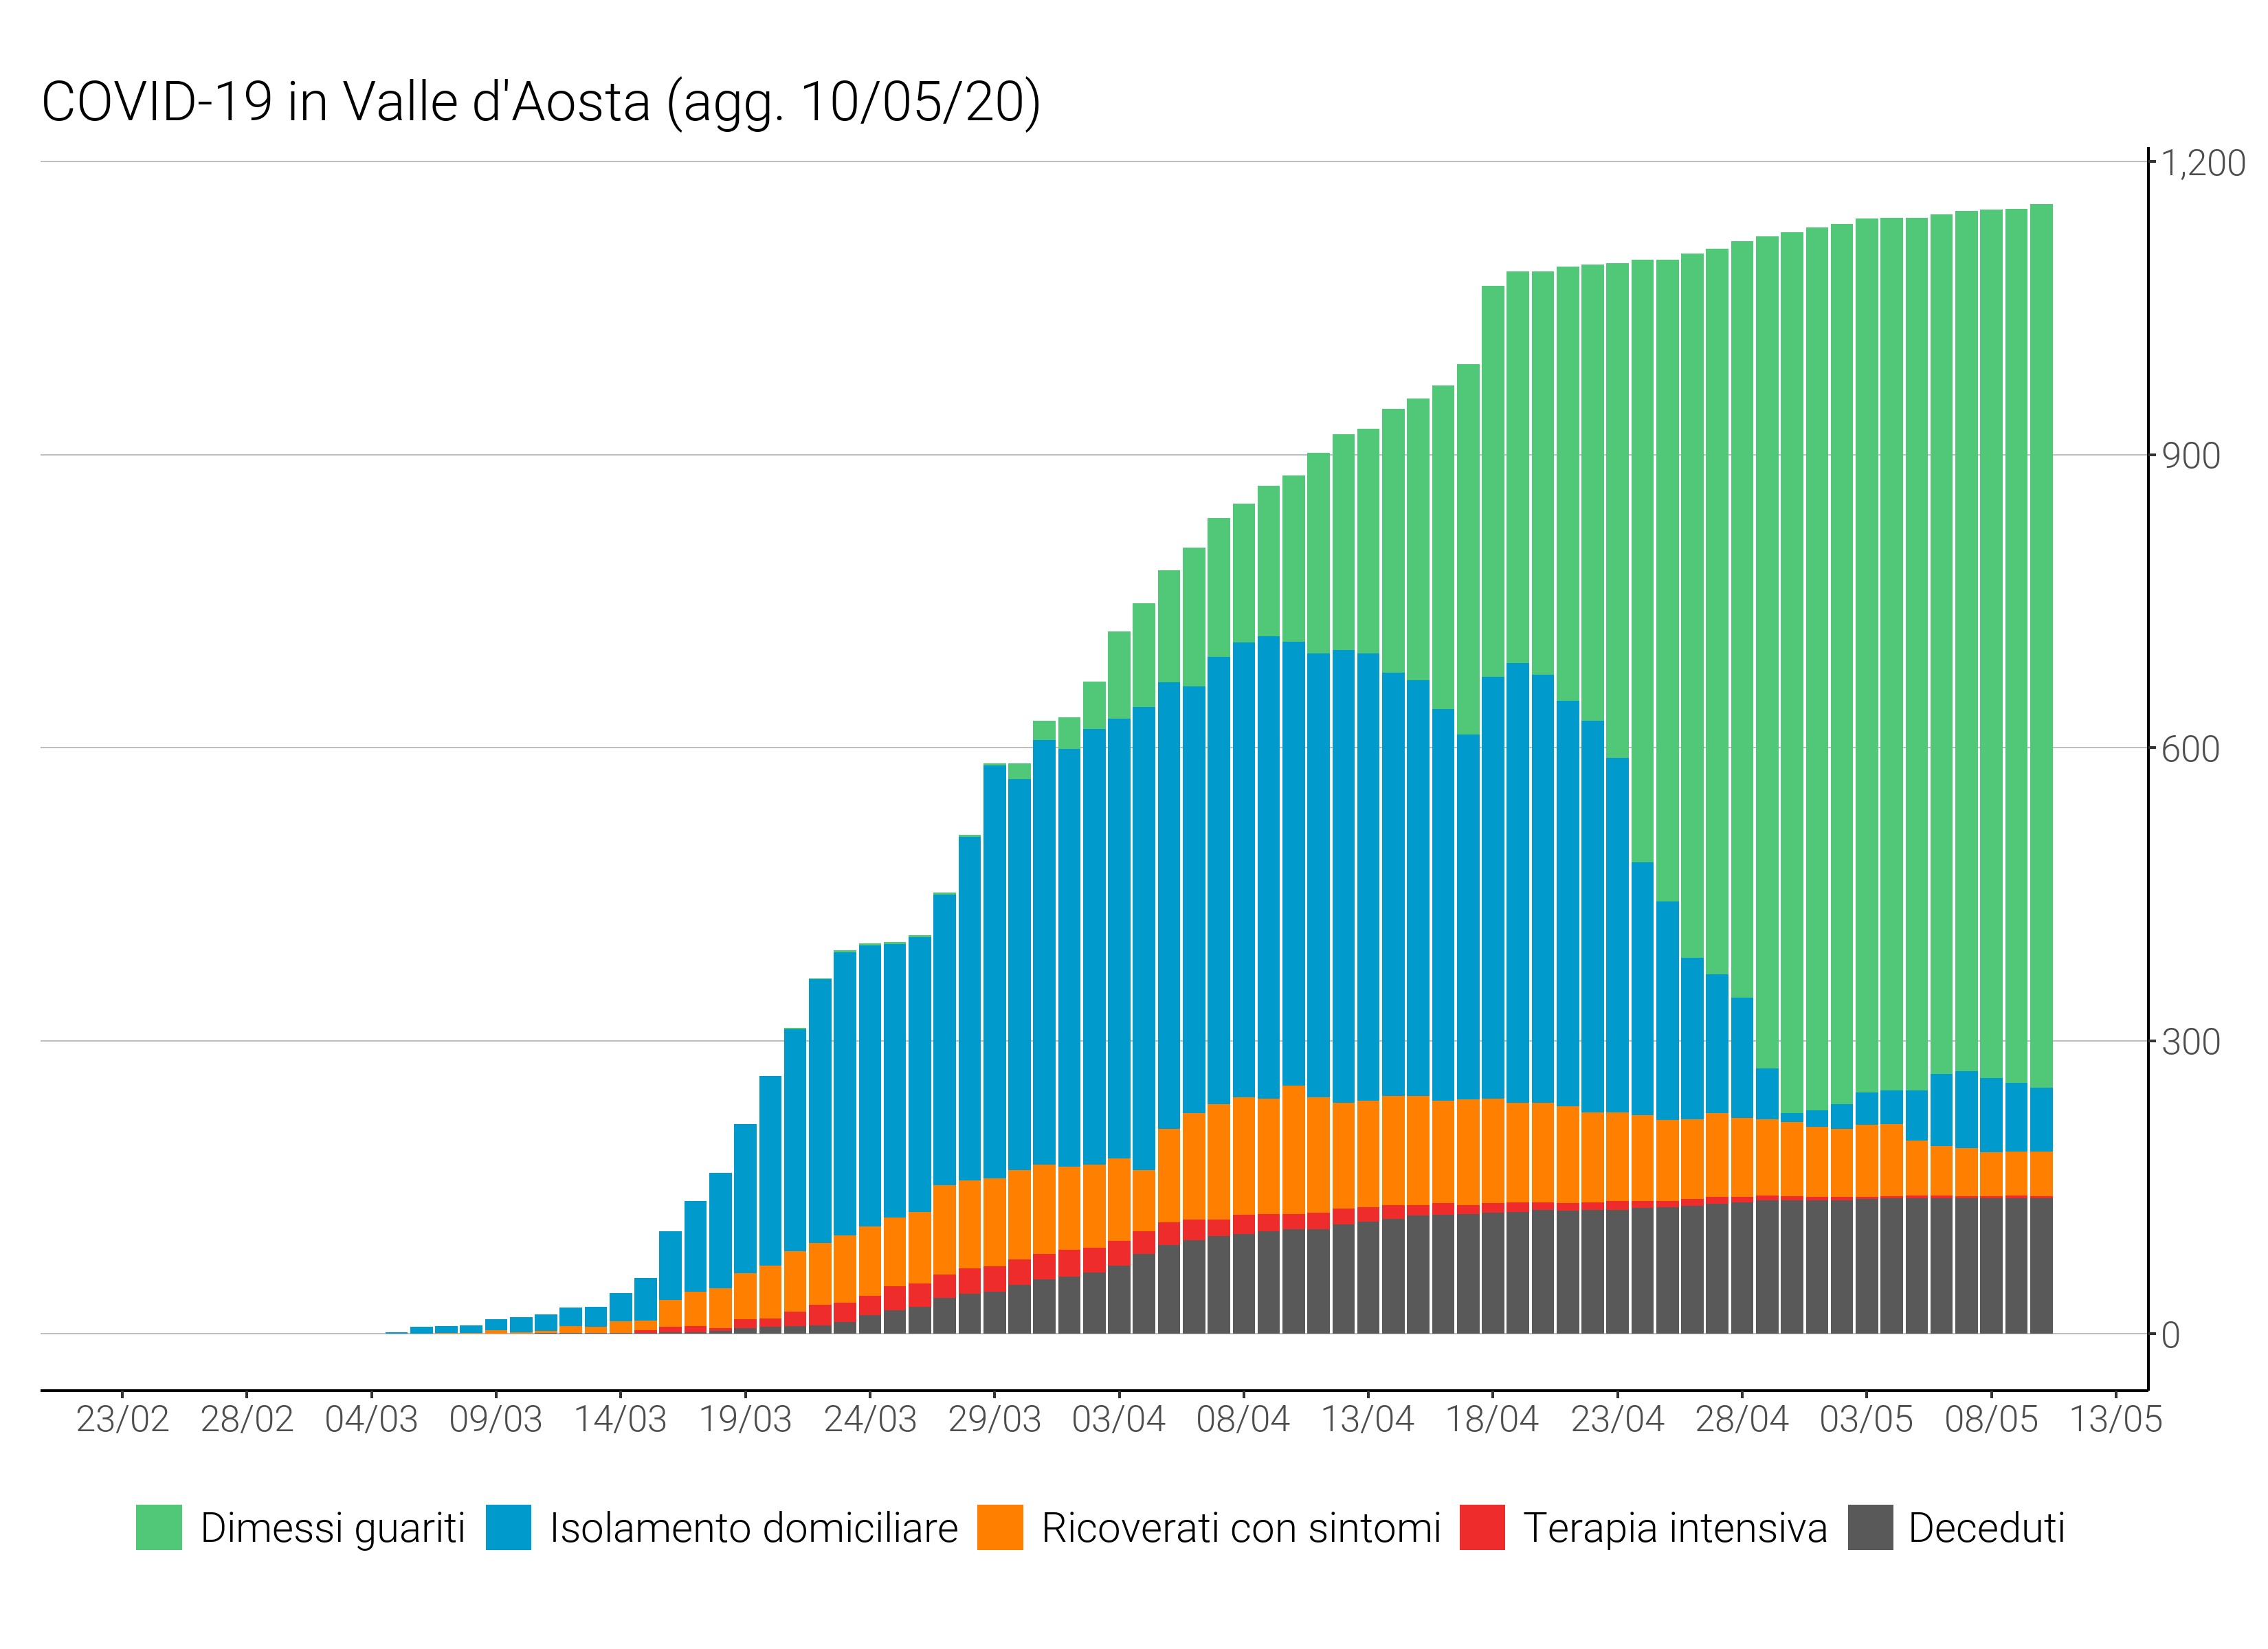 COVID-19 in Valle d'Aosta (agg. 10/05/20)
1,200
900
600
300
0
23/02 28/02 04/03 09/03 14/03 19/03 24/03 29/03 03/04 08/04 13/04 18/04 23/04 28/04 03/05 08/05 13/05
Dimessi guariti Isolamento domiciliare Ricoverati con sintomi Terapia intensiva Deceduti